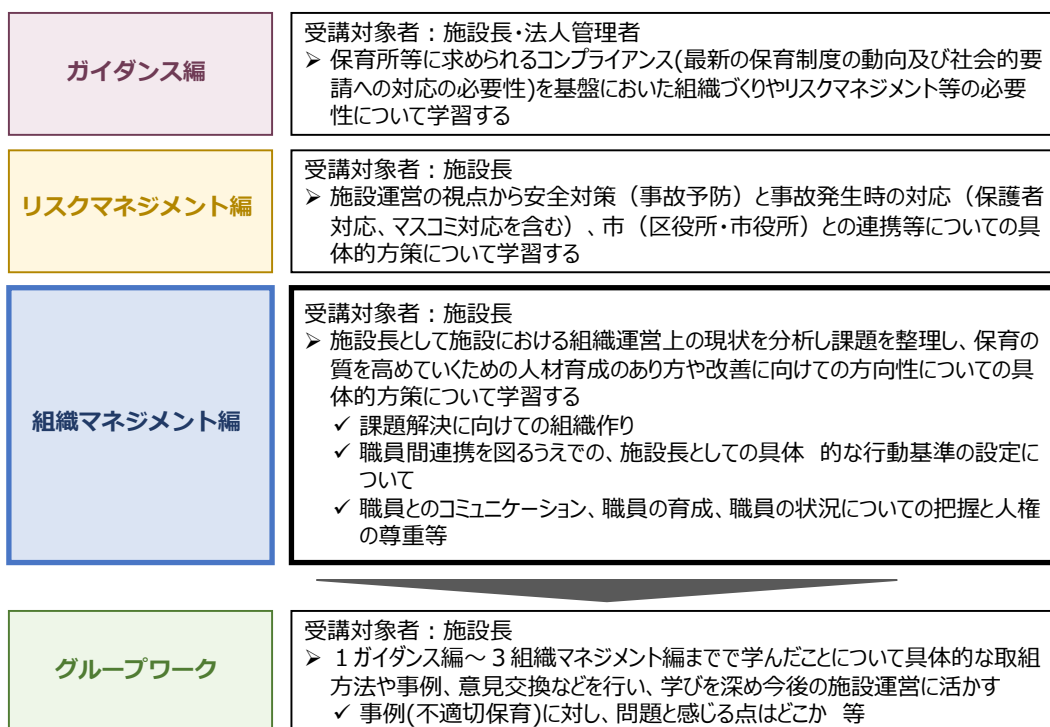 ガイダンス編
受講対象者：施設長・法人管理者
➢ 保育所等に求められるコンプライアンス(最新の保育制度の動向及び社会的要
請への対応の必要性)を基盤においた組織づくりやリスクマネジメント等の必要
性について学習する
リスクマネジメント編
受講対象者：施設長
➢ 施設運営の視点から安全対策（事故予防）と事故発生時の対応（保護者
対応、マスコミ対応を含む）、市（区役所・市役所）との連携等についての具
体的方策について学習する
組織マネジメント編
受講対象者：施設長
➢ 施設長として施設における組織運営上の現状を分析し課題を整理し、保育の
質を高めていくための人材育成のあり方や改善に向けての方向性についての具
体的方策について学習する
✓ 課題解決に向けての組織作り
✓ 職員間連携を図るうえでの、施設長としての具体　的な行動基準の設定に
ついて
✓ 職員とのコミュニケーション、職員の育成、職員の状況についての把握と人権
の尊重等
グループワーク
受講対象者：施設長
➢ １ガイダンス編～３組織マネジメント編までで学んだことについて具体的な取組
方法や事例、意見交換などを行い、学びを深め今後の施設運営に活かす
✓ 事例(不適切保育)に対し、問題と感じる点はどこか　等